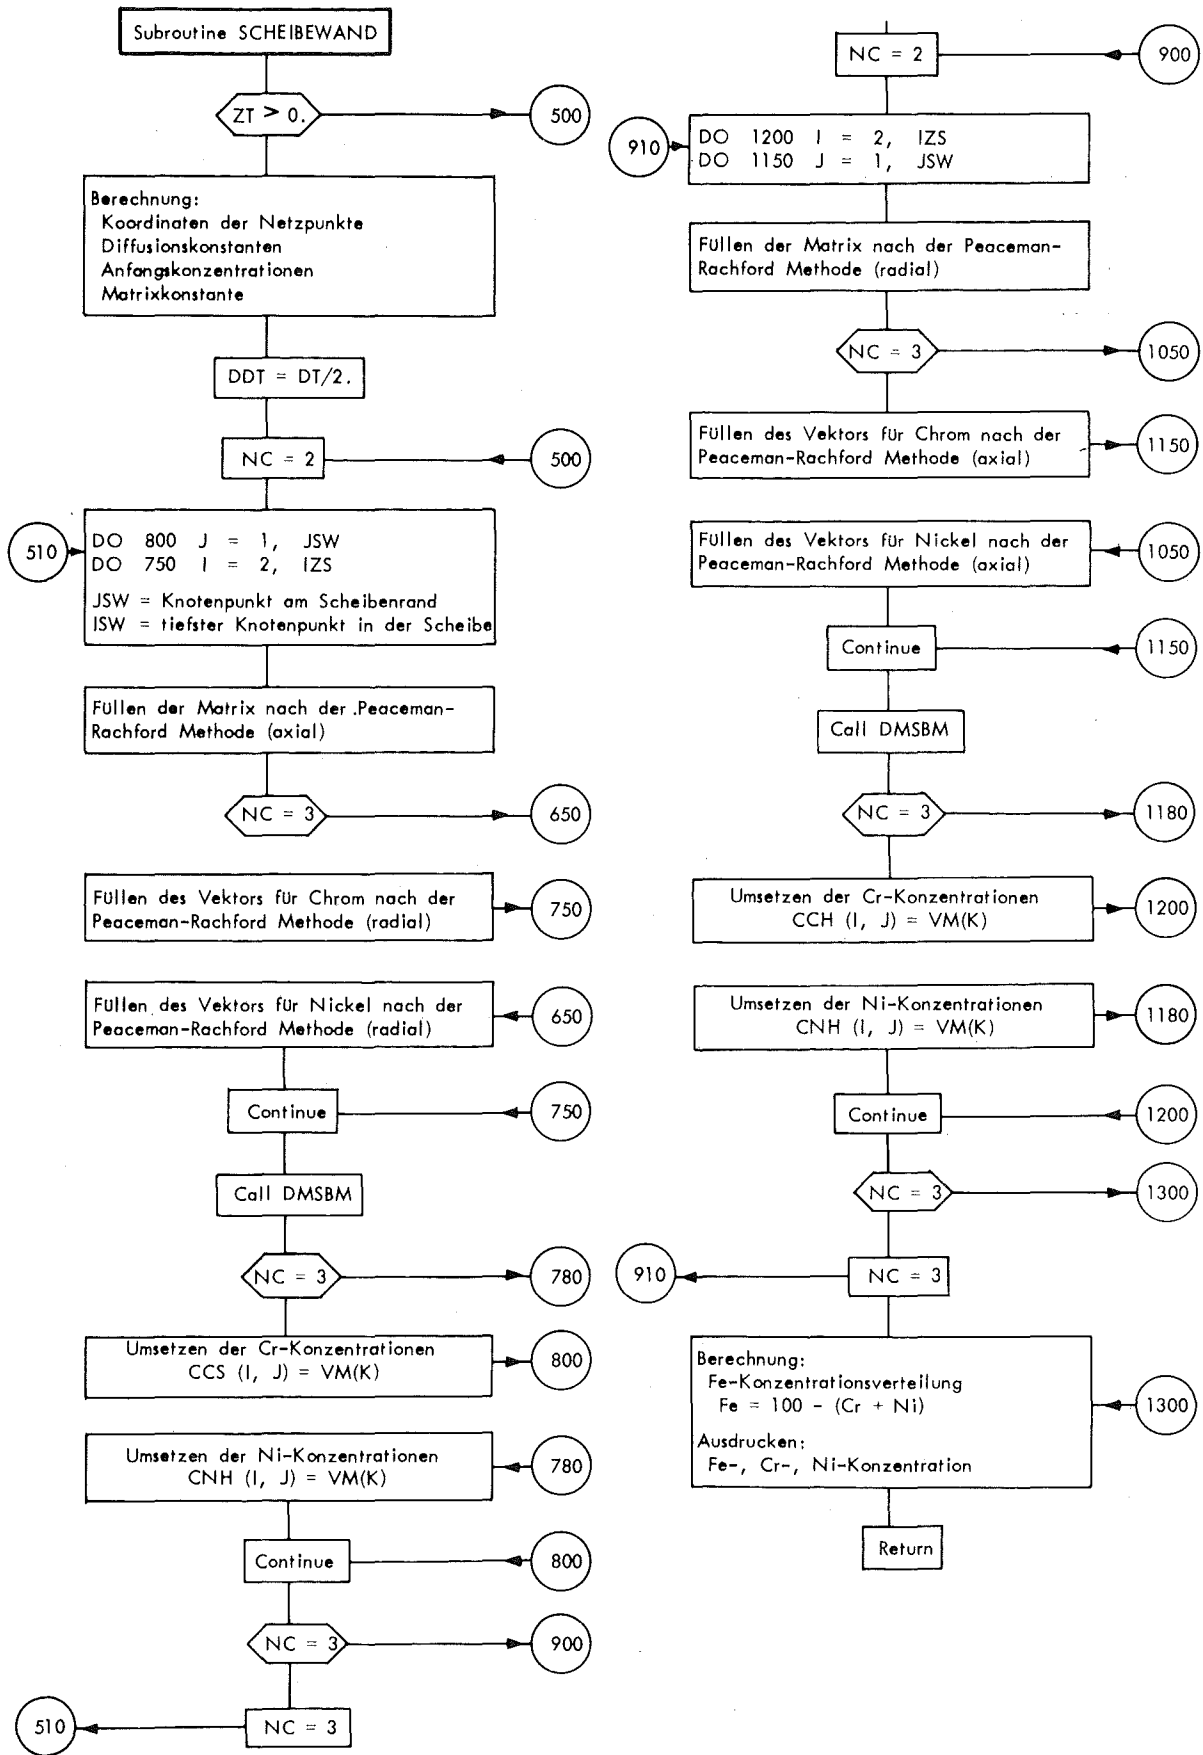 Subroutine SCHEIBEWAND
ZT > 0.
500
Berechnung:
Koordinaten der Netzpunkte
Diffusionskonstanten
Anfangskonzentrationen
Matrixkonstante
DDT = DT/2.
NC = 2
500
510
DO 800 J = 1, JSW
DO 750 I = 2, IZS
JSW = Knotenpunkt am Scheibenrand
ISW = tiefster Knotenpunkt in der Scheibe
Füllen der Matrix nach der .Peaceman-
Rachford Methode (axial)
NC = 3
650
Füllen des Vektors für Chrom nach der
Peaceman-Rachford Methode (radial)
750
Füllen des Vektors für Nickel nach der
Peaceman-Rachford Methode (radial)
650
Continue
750
Call DMSBM
NC = 3
780
Umsetzen der Cr-Konzentrationen
CCS (I, J) = VM(K)
800
Umsetzen der Ni-Konzentrationen
CNH (I, J) = VM(K)
780
Continue
800
NC = 3
900
510
NC = 3
NC = 2
900
910
DO 1200 I = 2, IZS
DO 1150 J = 1, JSW
Füllen der Matrix nach der Peaceman-
Rachford Methode (radial)
NC = 3
1050
Füllen des Vektors für Chrom nach der
Peaceman-Rachford Methode (axial)
1150
Füllen des Vektors für Nickel nach der
Peaceman-Rachford Methode (axial)
1050
Continue
1150
Call DMSBM
NC = 3
1180
Umsetzen der Cr-Konzentrationen
CCH (I, J) = VM(K)
1200
Umsetzen der Ni-Konzentrationen
CNH (I, J) = VM(K)
1180
Continue
1200
NC = 3
1300
910
NC = 3
Berechnung:
Fe-Konzentrationsverteilung
Fe = 100 - (Cr + Ni)
1300
Ausdrucken:
Fe-, Cr-, Ni-Konzentration
Return